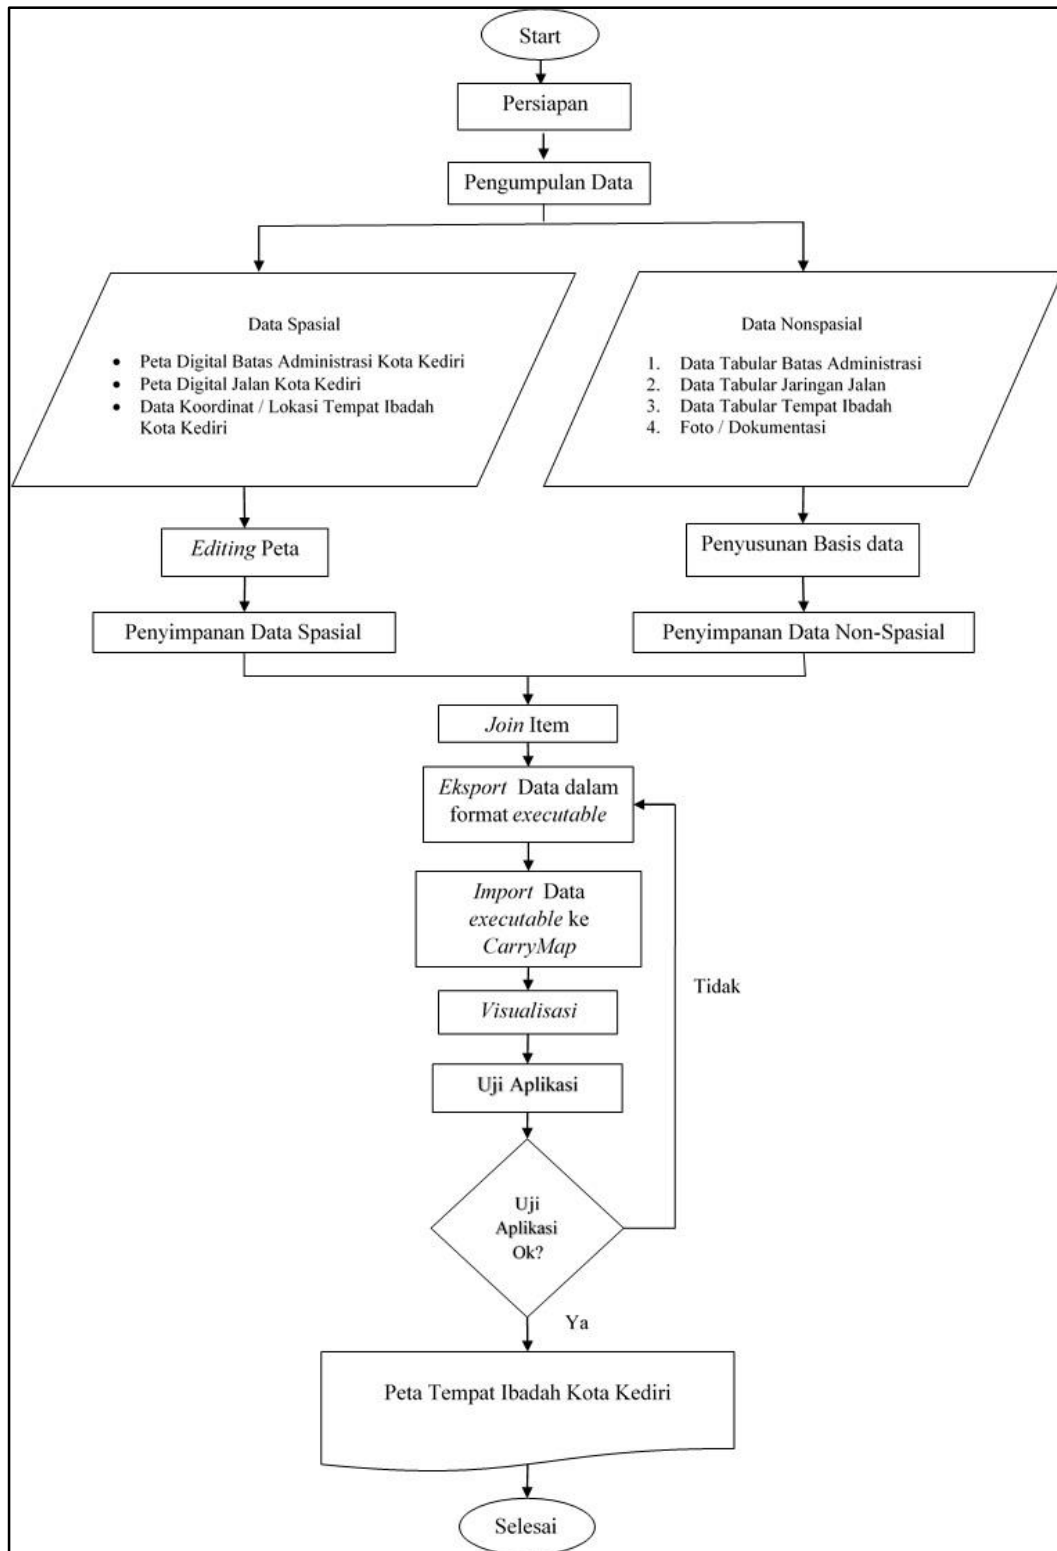 Start
Persiapan
Pengumpulan Data
Data Spasial
• Peta Digital Batas Administrasi Kota Kediri
• Peta Digital Jalan Kota Kediri
• Data Koordinat / Lokasi Tempat Ibadah
Kota Kediri
Data Nonspasial
1. Data Tabular Batas Administrasi
2. Data Tabular Jaringan Jalan
3. Data Tabular Tempat Ibadah
4. Foto / Dokumentasi
Editing Peta
Penyusunan Basis data
Penyimpanan Data Spasial
Penyimpanan Data Non-Spasial
Join Item
Eksport Data dalam
format executable
Import Data
executable ke
CarryMap
Tidak
Visualisasi
Uji Aplikasi
Uji
Aplikasi
Ok?
Ya
Peta Tempat Ibadah Kota Kediri
Selesai